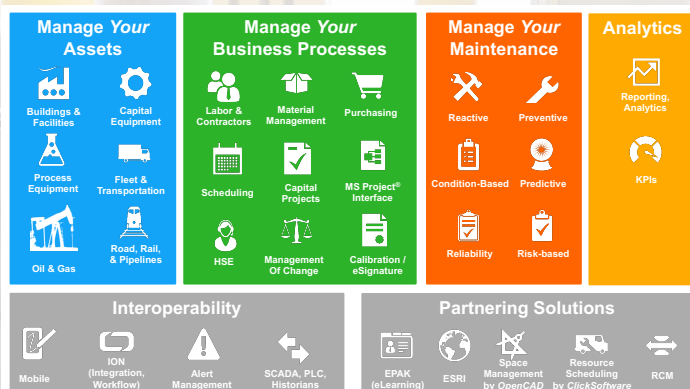 Manage Your
Assets
Buildings &
Facilities
Capital
Equipment
Process
Equipment
Fleet &
Transportation
Oil & Gas
Road, Rail,
& Pipelines
Manage Your
Business Processes
Labor &
Contractors
Material
Management
Purchasing
Scheduling
Capital
Projects
MS Project®
Interface
HSE
Management
Of Change
Calibration /
eSignature
Manage Your
Maintenance
Reactive
Preventive
Condition-Based
Predictive
Reliability
Risk-based
Analytics
Reporting,
Analytics
KPIs
Interoperability
Mobile
ION
(Integration,
Workflow)
Alert
Management
SCADA, PLC,
Historians
Partnering Solutions
EPAK
(eLearning)
ESRI
Space
Management
by OpenCAD
Resource
Scheduling
by ClickSoftware
RCM